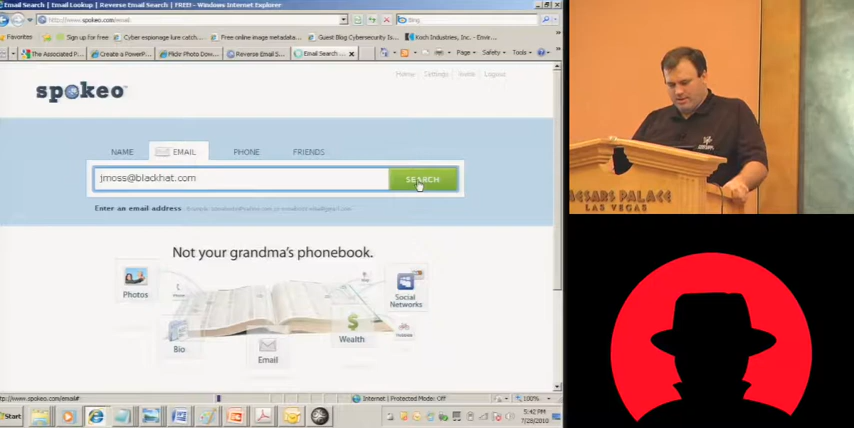 Email Search | Email Lookup | Reverse Email Search | FREE! - Windows Internet Explorer
http://www.spokeo.com/email
Bing
Favorites Sign up for free Cyber espionage lure catch... Free online image metadata... Guest Blog Cybersecurity Is... Koch Industries, Inc. - Envir...
The Associated P... Create a PowerP... Flickr Photo Dow... Reverse Email S... Email Search ... Page Safety Tools
Home Settings Invite Logout
spokeo
NAME EMAIL PHONE FRIENDS
jmoss@blackhat.com SEARCH
Enter an email address
CAESARS PALACE
LAS VEGAS
Not your grandma's phonebook.
Photos
Phone
Social
Networks
Bio
Email
Wealth
http://www.spokeo.com/email#
Internet | Protected Mode: Off 100%
Start
5:42 PM
7/28/2010